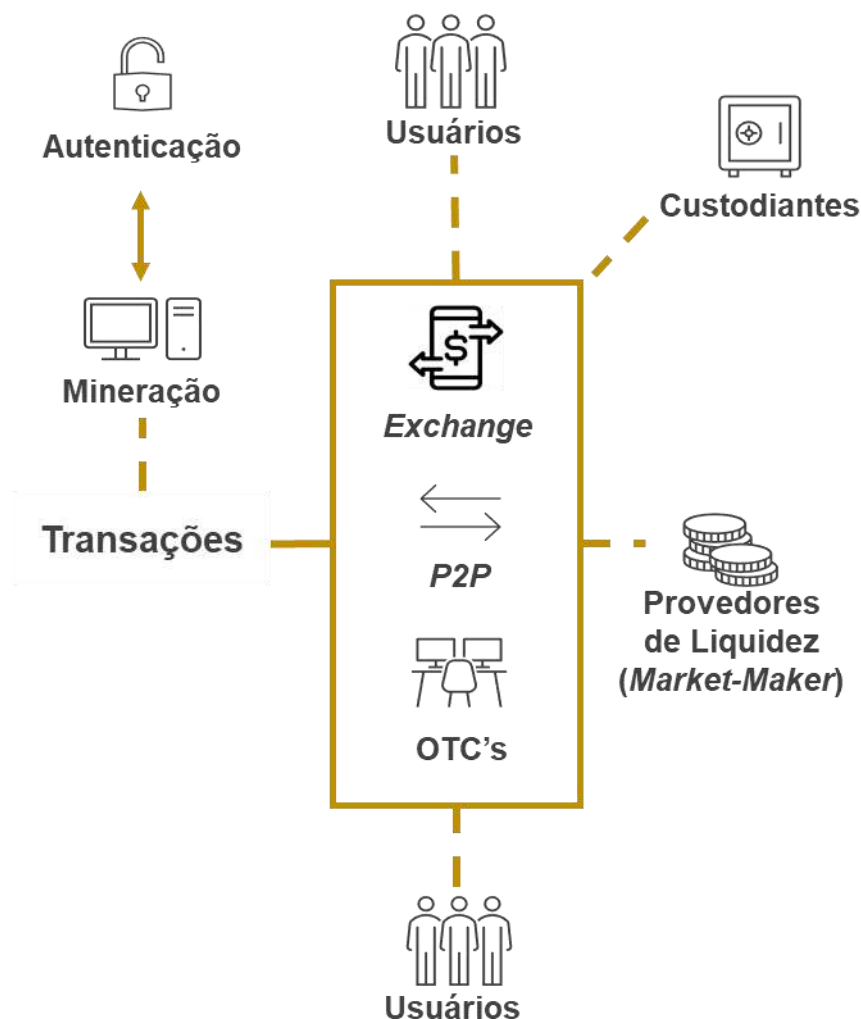 Usuários
Autenticação
Custodiantes
Mineração
$
Exchange
Transações
P2P
Provedores
de Liquidez
(Market-Maker)
OTC's
Usuários